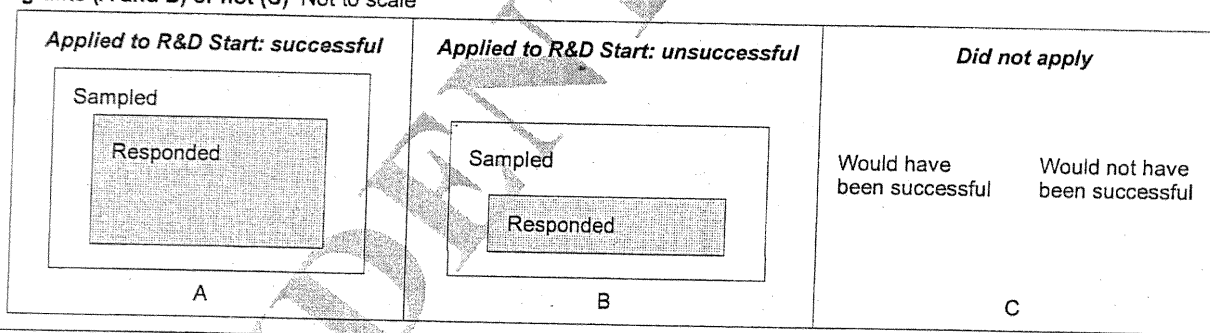 (A and B) or not (C) Not to scale
Applied to R&D Start: successful
Sampled
Responded
A
Applied to R&D Start: unsuccessful
Sampled
Responded
B
Did not apply
Would have
been successful
Would not have
been successful
C